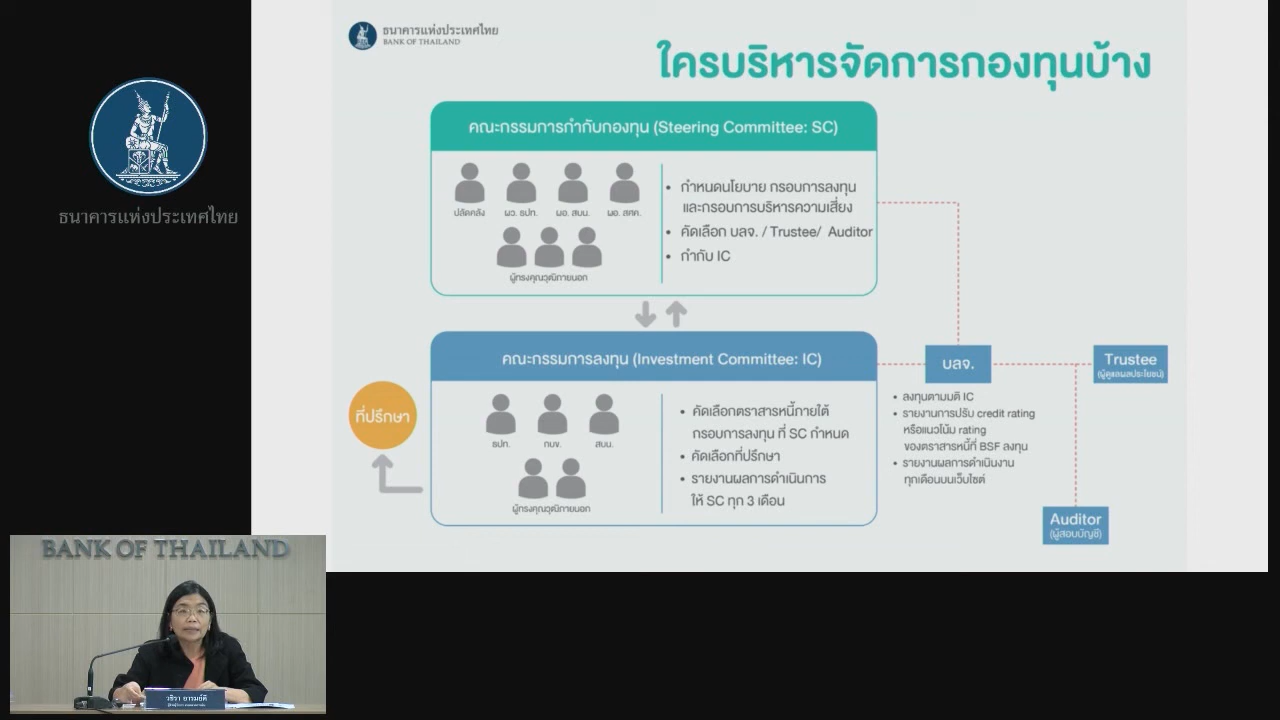 ธนาคารแห่งประเทศไทย
BANK OF THAILAND
ใครบริหารจัดการกองทุนบ้าง
ธนาคารแห่งประเทศไทย
คณะกรรมการกำกับกองทุน (Steering Committee: SC)
ปลัดคลัง
ผว. ธปท.
ผอ. สบน.
ผอ. สศค.
ผู้ทรงคุณวุฒิภายนอก
• กำหนดนโยบาย กรอบการลงทุน
และกรอบการบริหารความเสี่ยง
• คัดเลือก บลจ. / Trustee/ Auditor
• กำกับ IC
คณะกรรมการลงทุน (Investment Committee: IC)
ที่ปรึกษา
ธปท.
กบข.
สบน.
ผู้ทรงคุณวุฒิภายนอก
• คัดเลือกตราสารหนี้ภายใต้
กรอบการลงทุน ที่ SC กำหนด
• คัดเลือกที่ปรึกษา
• รายงานผลการดำเนินการ
ให้ SC ทุก 3 เดือน
บลจ.
• ลงทุนตามมติ IC
• รายงานการปรับ credit rating
หรือแนวโน้ม rating
ของตราสารหนี้ที่ BSF ลงทุน
• รายงานผลการดำเนินงาน
ทุกเดือนบนเว็บไซต์
Trustee
(ผู้ดูแลผลประโยชน์)
Auditor
(ผู้สอบบัญชี)
BANK OF THAILAND
วชิรา อารมย์ดี